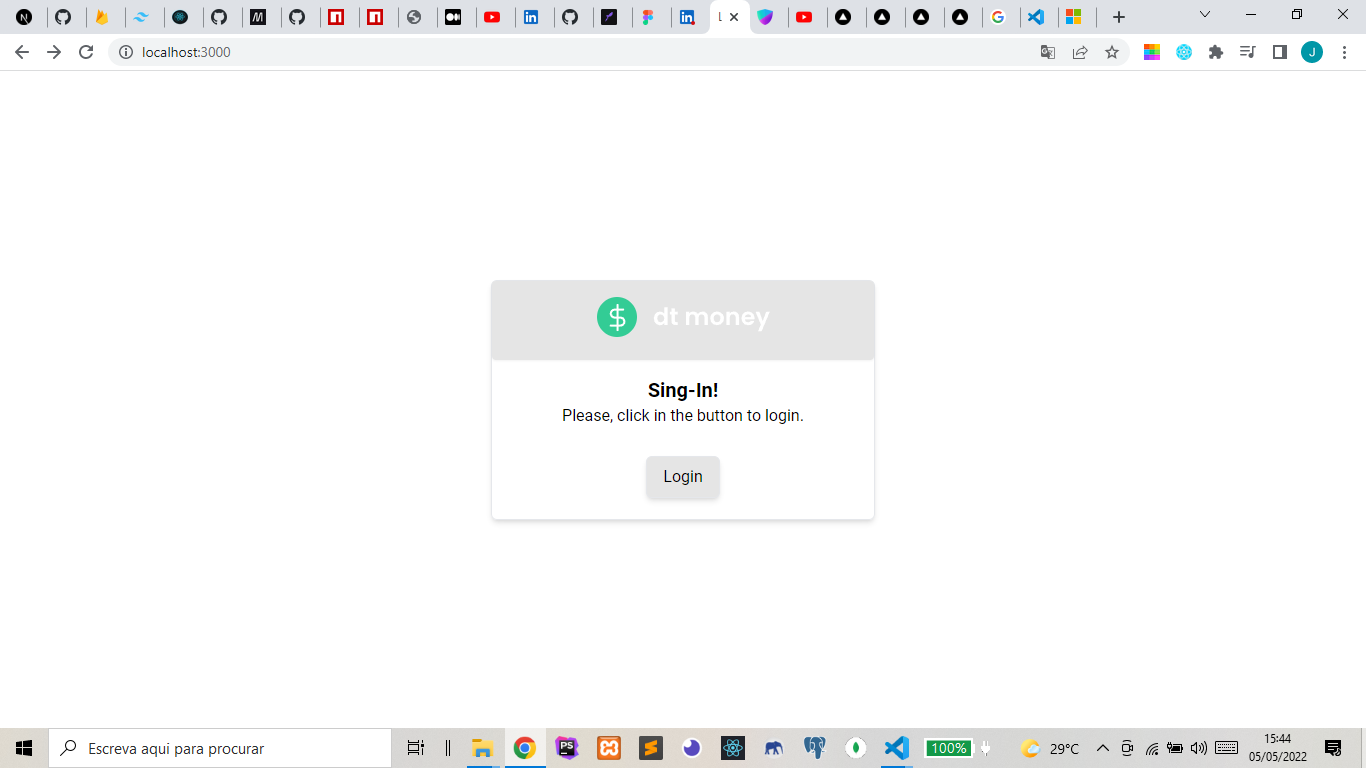 localhost:3000
J
dt money
Sing-In!
Please, click in the button to login.
Login
Escreva aqui para procurar
PS
100%
29°C
15:44
05/05/2022